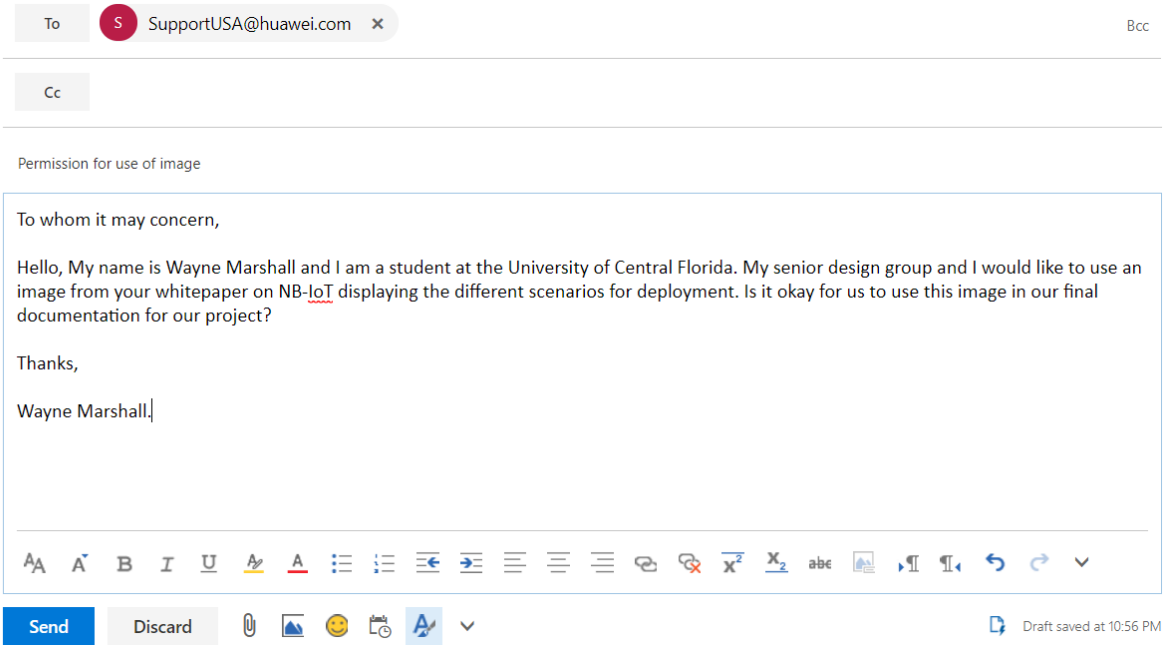 To
S
SupportUSA@huawei.com
Bcc
Cc
Permission for use of image
To whom it may concern,
Hello, My name is Wayne Marshall and I am a student at the University of Central Florida. My senior design group and I would like to use an
image from your whitepaper on NB-IoT displaying the different scenarios for deployment. Is it okay for us to use this image in our final
documentation for our project?
Thanks,
Wayne Marshall.
AA A B I U A A x² X₂ abc
Send
Discard
Draft saved at 10:56 PM